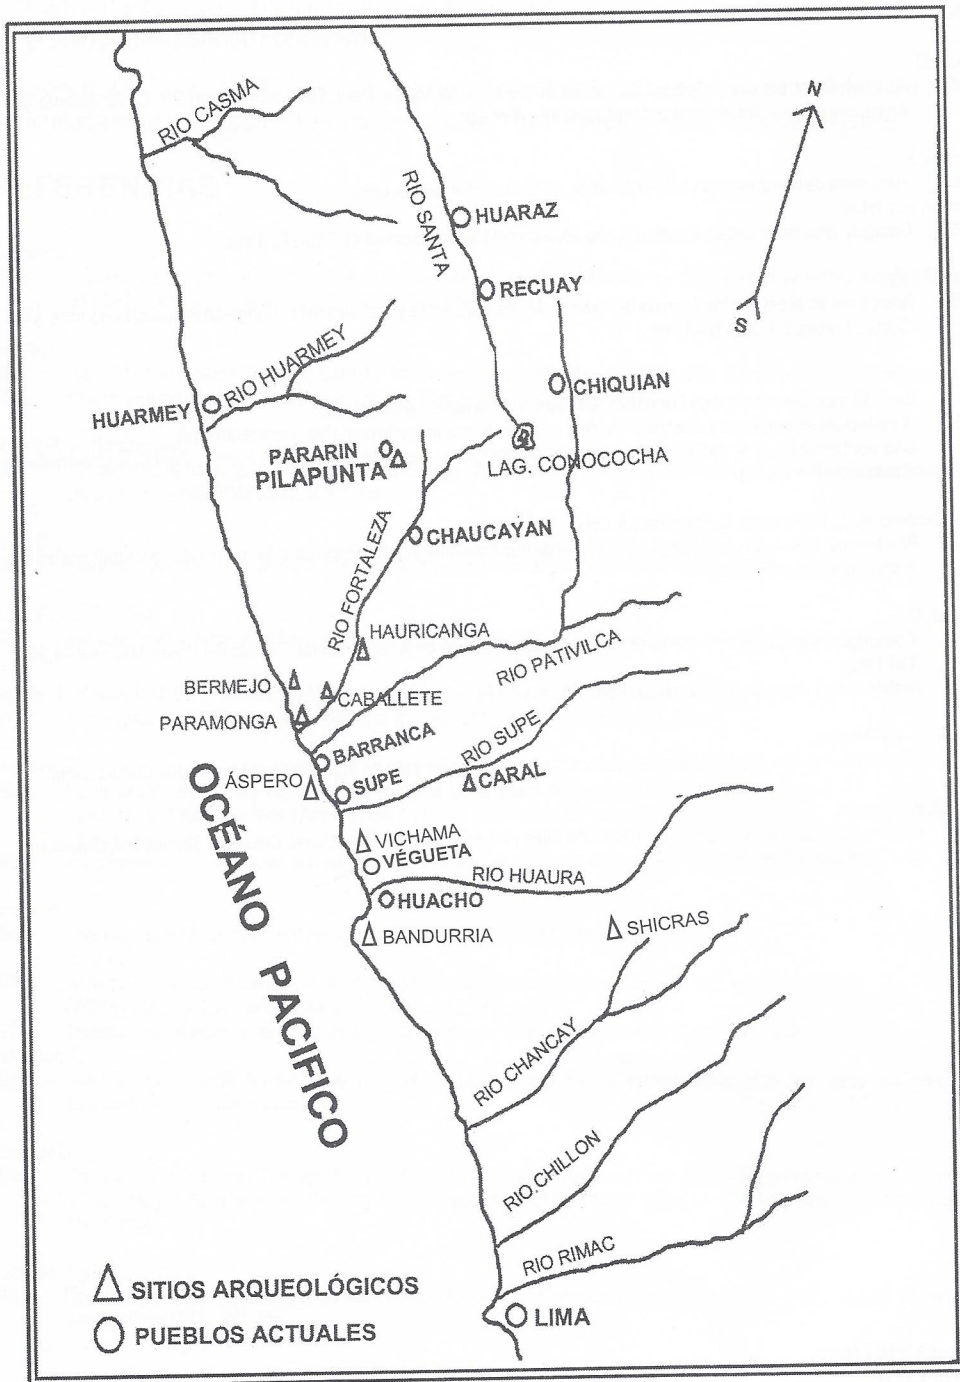 N
S
RIO CASMA
RIO SANTA
HUARAZ
RECUAY
RIO HUARMEY
HUARMEY
CHIQUIAN
PARARIN
PILAPUNTA
LAG. CONOCOCHA
CHAUCAYAN
RIO FORTALEZA
HAURICANGA
RIO PATIVILCA
BERMEJO
CABALLETE
PARAMONGA
BARRANCA
RIO SUPE
ÁSPERO
SUPE
CARAL
VICHAMA
VÉGUETA
RIO HUAURA
HUACHO
BANDURRIA
SHICRAS
OCÉANO PACIFICO
RIO CHANCAY
RIO.CHILLON
RIO RIMAC
LIMA
SITIOS ARQUEOLÓGICOS
PUEBLOS ACTUALES